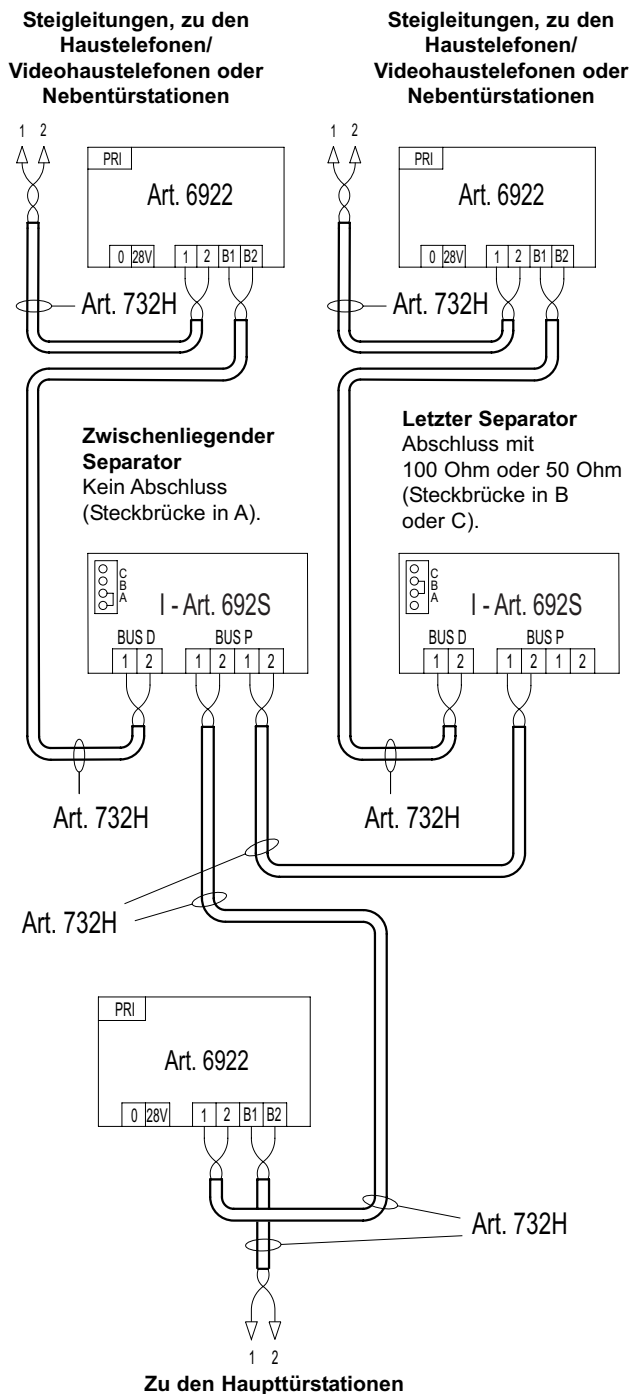 Steigleitungen, zu den
Haustelefonen/
Videohaustelefonen oder
Nebentürstationen
Steigleitungen, zu den
Haustelefonen/
Videohaustelefonen oder
Nebentürstationen
1 2
PRI
Art. 6922
0 28V 1 2 B1 B2
Art. 732H
1 2
PRI
Art. 6922
0 28V 1 2 B1 B2
Art. 732H
Zwischenliegender
Separator
Kein Abschluss
(Steckbrücke in A).
Letzter Separator
Abschluss mit
100 Ohm oder 50 Ohm
(Steckbrücke in B
oder C).
C
B
A
I - Art. 692S
BUS D BUS P
1 2 1 2 1 2
Art. 732H
C
B
A
I - Art. 692S
BUS D BUS P
1 2 1 2 1 2
Art. 732H
Art. 732H
PRI
Art. 6922
0 28V 1 2 B1 B2
Art. 732H
1 2
Zu den Haupttürstationen